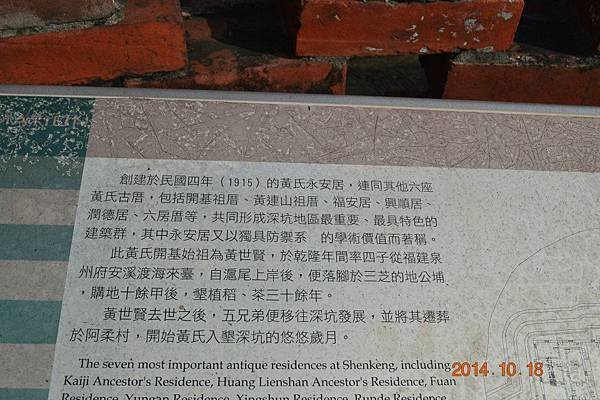 創建於民國四年（1915）的黃氏永安居，連同其他六座
黃氏古厝，包括開基祖厝、黃連山祖厝、福安居、興順居、
潤德居、六房厝等，共同形成深坑地區最重要、最具特色的
建築群，其中永安居又以獨具防禦系　的學術價值而著稱。
此黃氏開基始祖為黃世賢，於乾隆年間率四子從福建泉
州府安溪渡海來臺，自滬尾上岸後，便落腳於三芝的地公埔
，購地十餘甲後，墾植稻、茶三十餘年。
黃世賢去世之後，五兄弟便移往深坑發展，並將其遷葬
於阿柔村，開始黃氏入墾深坑的悠悠歲月。
The seven most important antique residences at Shenkeng, including
Kaiji Ancestor's Residence, Huang Lienshan Ancestor's Residence, Fuan
Residence, Yungan Residence, Xingshun Residence, Runde Residence
2014.10.18